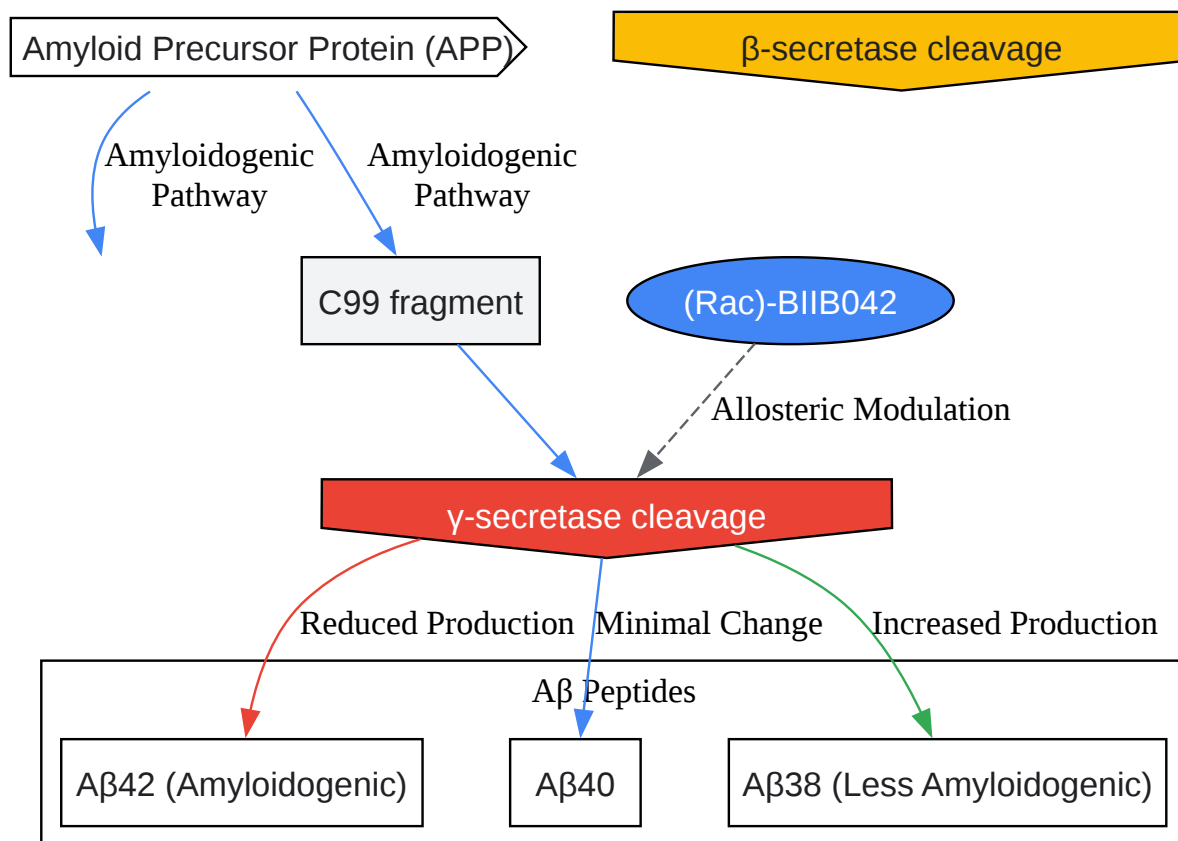 Amyloid Precursor Protein (APP)
β-secretase cleavage
Amyloidogenic
Pathway
Amyloidogenic
Pathway
C99 fragment
(Rac)-BIIB042
Allosteric Modulation
γ-secretase cleavage
Reduced Production
Minimal Change
Increased Production
Aβ Peptides
Aβ42 (Amyloidogenic)
Aβ40
Aβ38 (Less Amyloidogenic)